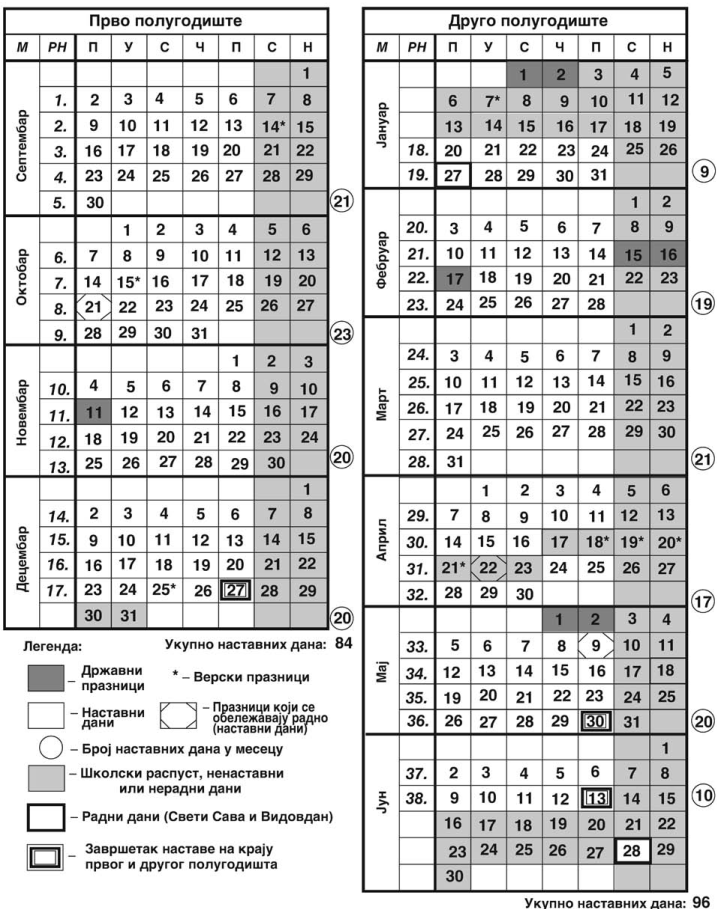 Прво полугодиште
М РН П У С Ч П С Н
Септембар
1
1. 2 3 4 5 6 7 8
2. 9 10 11 12 13 14* 15
3. 16 17 18 19 20 21 22
4. 23 24 25 26 27 28 29
5. 30
21
Октобар
1 2 3 4 5 6
6. 7 8 9 10 11 12 13
7. 14 15* 16 17 18 19 20
8. 21 22 23 24 25 26 27
9. 28 29 30 31
23
Новембар
1 2 3
10. 4 5 6 7 8 9 10
11. 11 12 13 14 15 16 17
12. 18 19 20 21 22 23 24
13. 25 26 27 28 29 30
20
Децембар
1
14. 2 3 4 5 6 7 8
15. 9 10 11 12 13 14 15
16. 16 17 18 19 20 21 22
17. 23 24 25* 26 27 28 29
30 31
20
Легенда:
Укупно наставних дана: 84
– Државни
празници
* – Верски празници
– Наставни
дани
– Празници који се
обележавају радно
(наставни дани)
– Број наставних дана у месецу
– Школски распуст, ненаставни
или нерадни дани
– Радни дани (Свети Сава и Видовдан)
– Завршетак наставе на крају
првог и другог полугодишта
Друго полугодиште
М РН П У С Ч П С Н
Јануар
1 2 3 4 5
6 7* 8 9 10 11 12
13 14 15 16 17 18 19
18. 20 21 22 23 24 25 26
19. 27 28 29 30 31
9
Фебруар
1 2
20. 3 4 5 6 7 8 9
21. 10 11 12 13 14 15 16
22. 17 18 19 20 21 22 23
23. 24 25 26 27 28
19
Март
1 2
24. 3 4 5 6 7 8 9
25. 10 11 12 13 14 15 16
26. 17 18 19 20 21 22 23
27. 24 25 26 27 28 29 30
28. 31
21
Април
1 2 3 4 5 6
29. 7 8 9 10 11 12 13
30. 14 15 16 17 18* 19* 20*
31. 21* 22 23 24 25 26 27
32. 28 29 30
17
Мај
1 2 3 4
33. 5 6 7 8 9 10 11
34. 12 13 14 15 16 17 18
35. 19 20 21 22 23 24 25
36. 26 27 28 29 30 31
20
Јун
1
37. 2 3 4 5 6 7 8
38. 9 10 11 12 13 14 15
10
16 17 18 19 20 21 22
23 24 25 26 27 28 29
30
Укупно наставних дана: 96